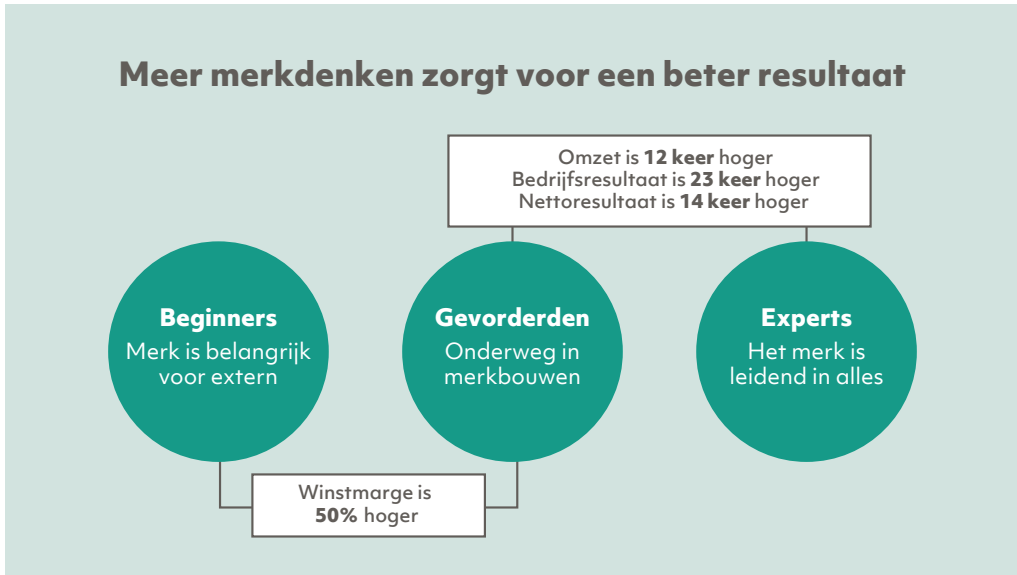 Meer merkdenken zorgt voor een beter resultaat
Omzet is 12 keer hoger
Bedrijfsresultaat is 23 keer hoger
Nettoresultaat is 14 keer hoger
Beginners
Merk is belangrijk
voor extern
Gevorderden
Onderweg in
merkbouwen
Experts
Het merk is
leidend in alles
Winstmarge is
50% hoger